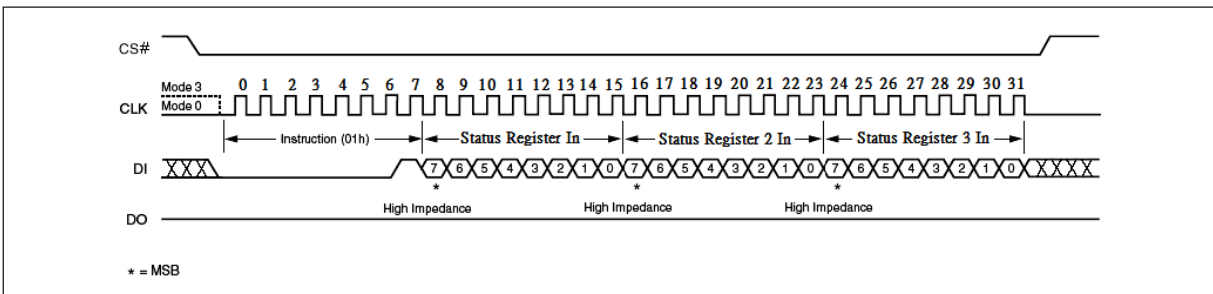 CS#
0 1 2 3 4 5 6 7 8 9 10 11 12 13 14 15 16 17 18 19 20 21 22 23 24 25 26 27 28 29 30 31
Mode 3
CLK Mode 0
Instruction (01h) Status Register In Status Register 2 In Status Register 3 In
DI 7 6 5 4 3 2 1 0 7 6 5 4 3 2 1 0 7 6 5 4 3 2 1 0
* * *
High Impedance High Impedance High Impedance
DO
* = MSB